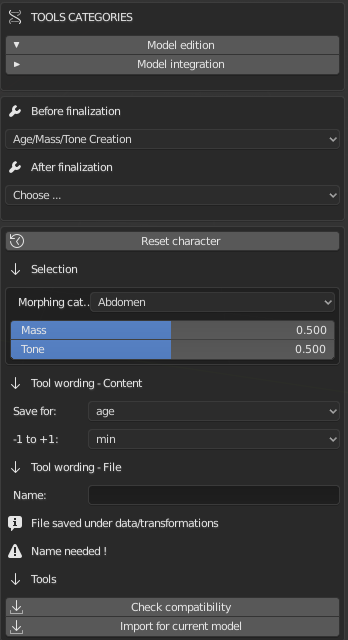 TOOLS CATEGORIES
Model edition
Model integration
Before finalization
Age/Mass/Tone Creation
After finalization
Choose ...
Reset character
Selection
Morphing cat.. Abdomen
Mass 0.500
Tone 0.500
Tool wording - Content
Save for: age
-1 to +1: min
Tool wording - File
Name:
File saved under data/transformations
Name needed !
Tools
Check compatibility
Import for current model